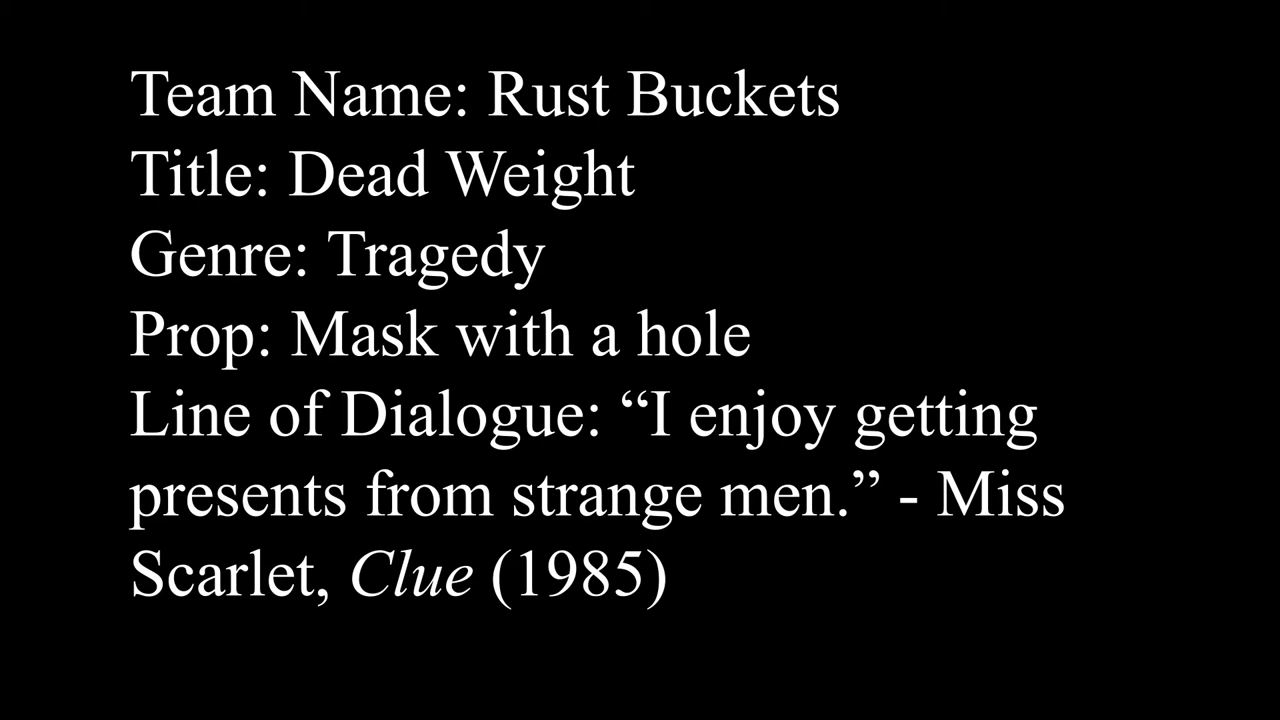 Team Name: Rust Buckets
Title: Dead Weight
Genre: Tragedy
Prop: Mask with a hole
Line of Dialogue: “I enjoy getting
presents from strange men.” - Miss
Scarlet, Clue (1985)